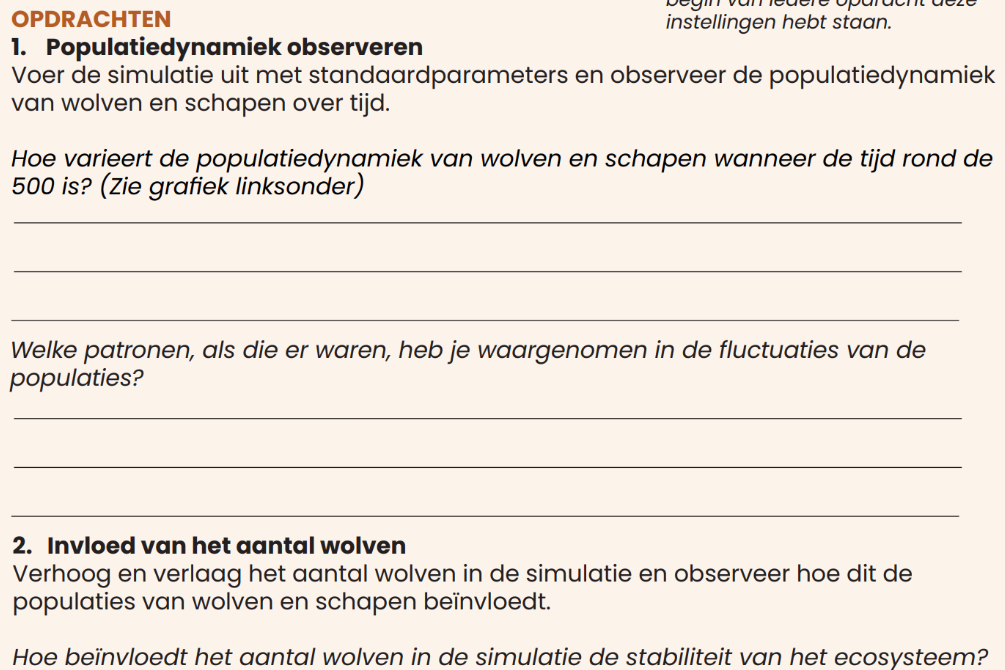 begin van iedere opdracht deze
instellingen hebt staan.
OPDRACHTEN
1. Populatiedynamiek observeren
Voer de simulatie uit met standaardparameters en observeer de populatiedynamiek
van wolven en schapen over tijd.
Hoe varieert de populatiedynamiek van wolven en schapen wanneer de tijd rond de
500 is? (Zie grafiek linksonder)
Welke patronen, als die er waren, heb je waargenomen in de fluctuaties van de
populaties?
2. Invloed van het aantal wolven
Verhoog en verlaag het aantal wolven in de simulatie en observeer hoe dit de
populaties van wolven en schapen beïnvloedt.
Hoe beïnvloedt het aantal wolven in de simulatie de stabiliteit van het ecosysteem?